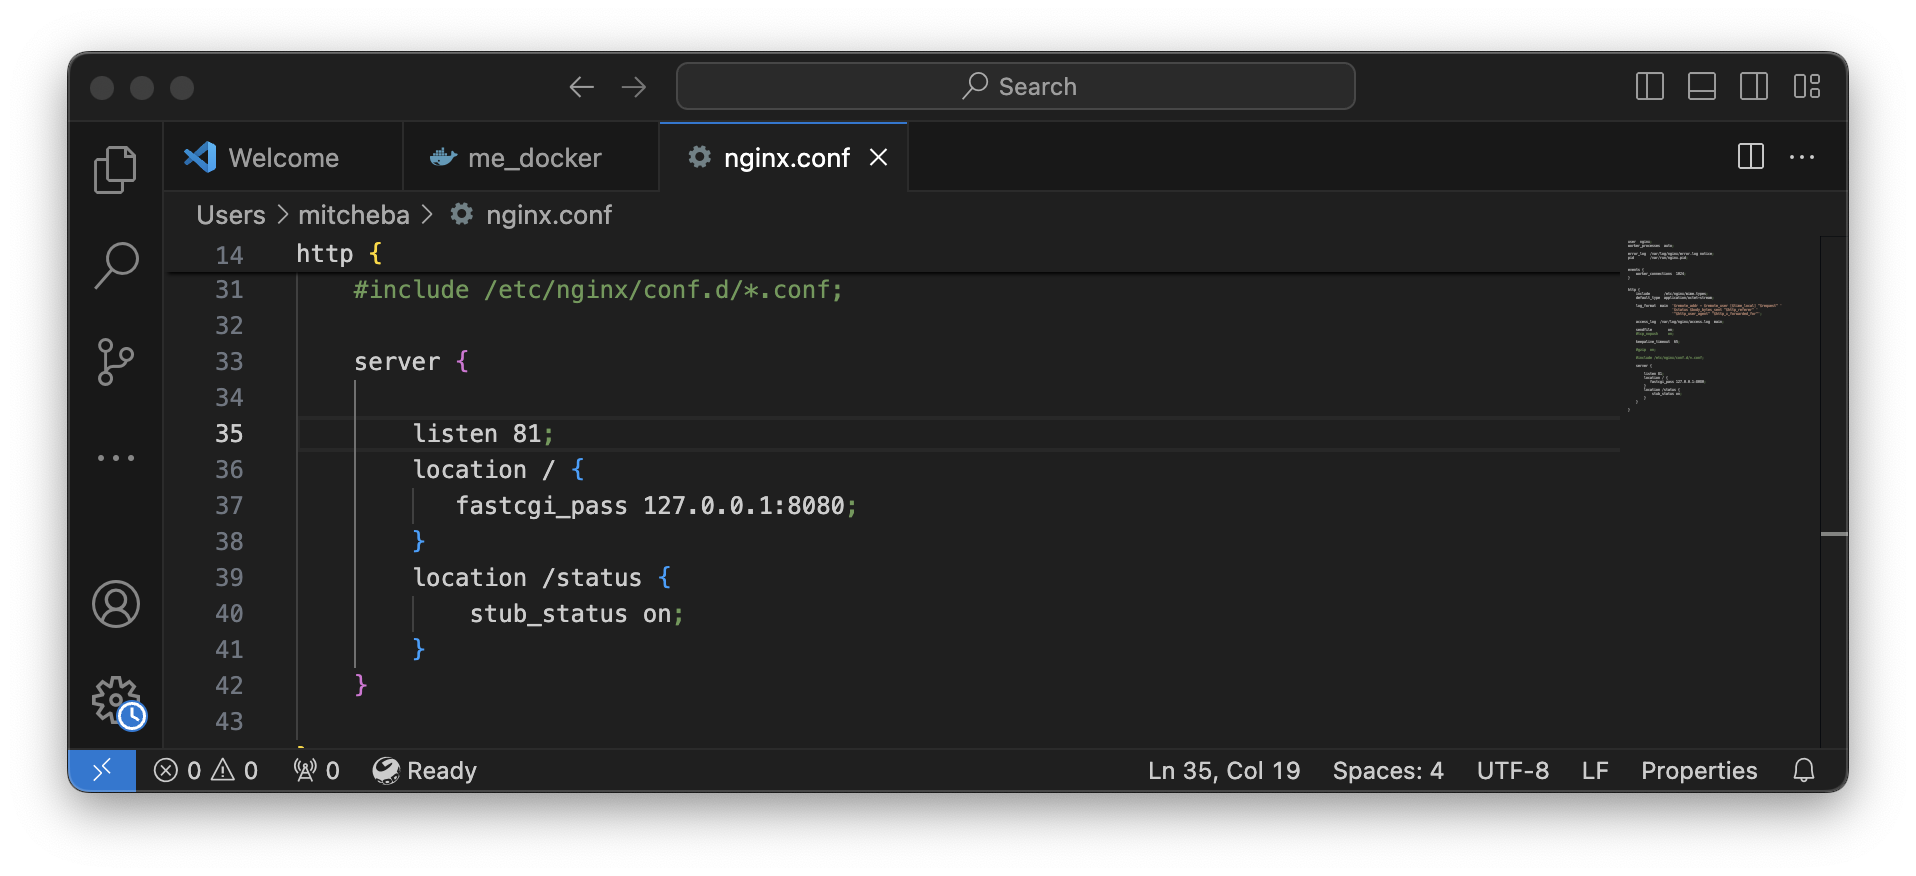 Search
Welcome
me_docker
nginx.conf
Users > mitcheba > nginx.conf
14 http {
31 #include /etc/nginx/conf.d/*.conf;
32
33 server {
34
35 listen 81;
36 location / {
37 fastcgi_pass 127.0.0.1:8080;
38 }
39 location /status {
40 stub_status on;
41 }
42 }
43
0 0 0 Ready Ln 35, Col 19 Spaces: 4 UTF-8 LF Properties